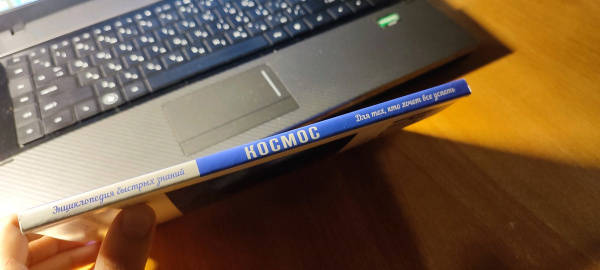 Энциклопедия быстрых знаний
КОСМОС
Для тех, кто хочет все успеть